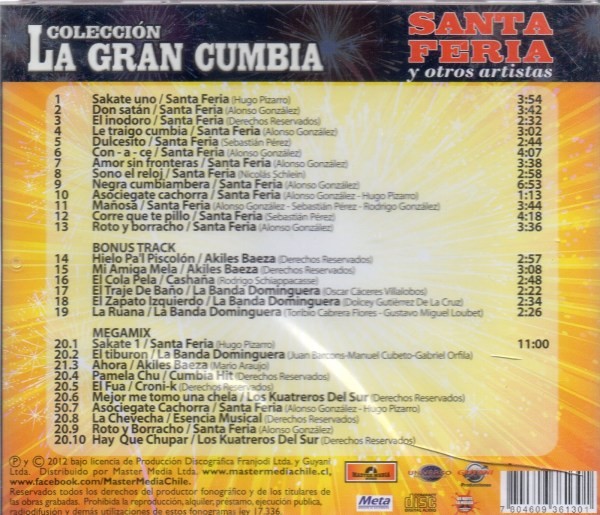 COLECCIÓN
LA GRAN CUMBIA
SANTA
FERIA
y otros artistas
1 Sakate uno / Santa Feria (Hugo Pizarro) 3:54
2 Don satán / Santa Feria (Alonso González) 3:42
3 El inodoro / Santa Feria (Derechos Reservados) 2:32
4 Le traigo cumbia / Santa Feria (Alonso González) 3:02
5 Dulcesito / Santa Feria (Sebastián Pérez) 2:44
6 Con - a - ce / Santa Feria (Alonso González) 4:07
7 Amor sin fronteras / Santa Feria (Alonso González) 3:38
8 Sono el reloj / Santa Feria (Nicolás Schlein) 2:58
9 Negra cumbiambera / Santa Feria (Alonso González) 6:53
10 Asóciegate cachorra / Santa Feria (Alonso González - Hugo Pizarro) 1:13
11 Mañosa / Santa Feria (Alonso González - Sebastián Pérez - Rodrigo González) 3:44
12 Corre que te pillo / Santa Feria (Sebastián Pérez) 4:18
13 Roto y borracho / Santa Feria (Alonso González) 3:36
BONUS TRACK
14 Hielo Pa'l Piscolón / Akiles Baeza (Derechos Reservados) 2:57
15 Mi Amiga Mela / Akiles Baeza (Derechos Reservados) 3:08
16 El Cola Pela / Cashaña (Rodrigo Schiappacasse) 2:48
17 El Traje De Baño / La Banda Dominguera (Oscar Cáceres Villalobos) 2:22
18 El Zapato Izquierdo / La Banda Dominguera (Dolcey Gutiérrez De La Cruz) 2:34
19 La Ruana / La Banda Dominguera (Toribio Cabrera Flores - Gustavo Miguel Loubet) 2:26
MEGAMIX
20.1 Sakate 1 / Santa Feria (Hugo Pizarro) 11:00
20.2 El tiburon / La Banda Dominguera (Juan Barcons-Manuel Cubeto-Gabriel Orfila)
21.3 Ahora / Akiles Baeza (Mario Araujo)
20.4 Pamela Chu / Cumbia Hit (Derechos Reservados)
20.5 El Fua / Croni-k (Derechos Reservados)
20.6 Mejor me tomo una chela / Los Kuatreros Del Sur (Derechos Reservados)
50.7 Asóciegate Cachorra / Santa Feria (Alonso González - Hugo Pizarro)
20.8 La Chevecha / Esencia Musical (Derechos Reservados)
20.9 Roto y Borracho / Santa Feria (Alonso González)
20.10 Hay Que Chupar / Los Kuatreros Del Sur (Derechos Reservados)
℗ y © 2012 bajo licencia de Producción Discográfica Franjodi Ltda. y Guyani
Ltda. Distribuido por Master Media Ltda. www.mastermediachile.cl,
www.facebook.com/MasterMediaChile.
Reservados todos los derechos del productor fonográfico y de los titulares de
las obras grabadas. Prohibida la reproducción, alquiler, préstamo, ejecución publica,
radiodifusion y demás utilizaciones de estos fonogramas ley 17.336.
Meta
COMPACT
disc
DIGITAL AUDIO
7 804609 361301